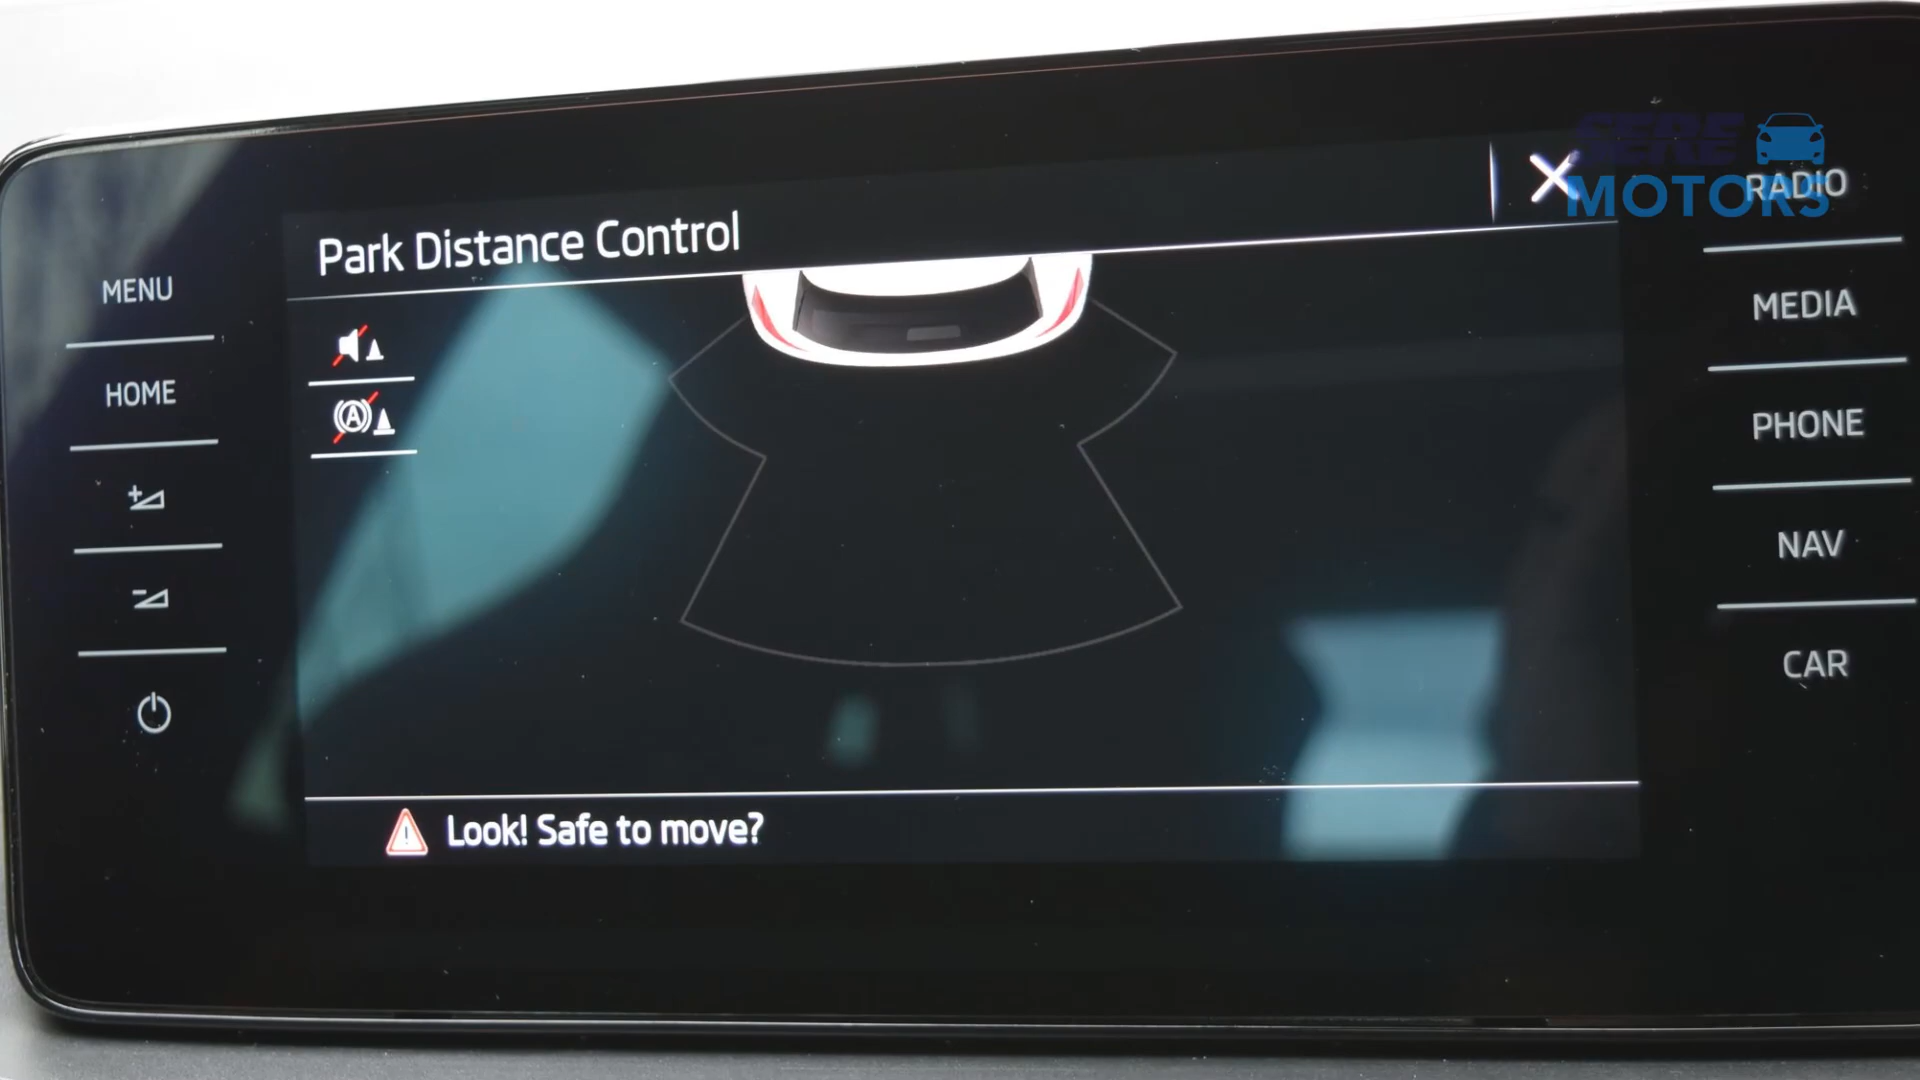 SERE
MOTORS
Park Distance Control
MENU
HOME
A
RADIO
MEDIA
PHONE
NAV
CAR
Look! Safe to move?